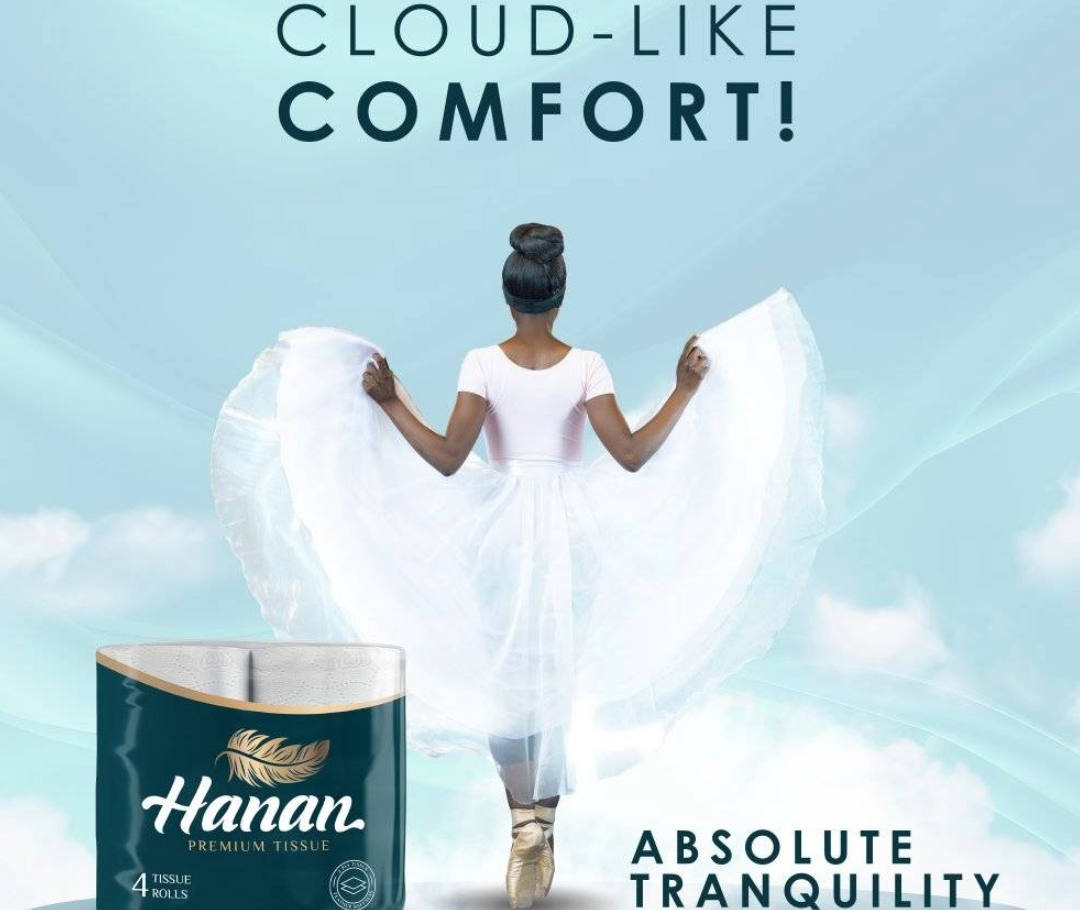 CLOUD-LIKE
COMFORT!
Hanan
PREMIUM TISSUE
4 TISSUE
ROLLS
ABSOLUTE
TRANQUILITY